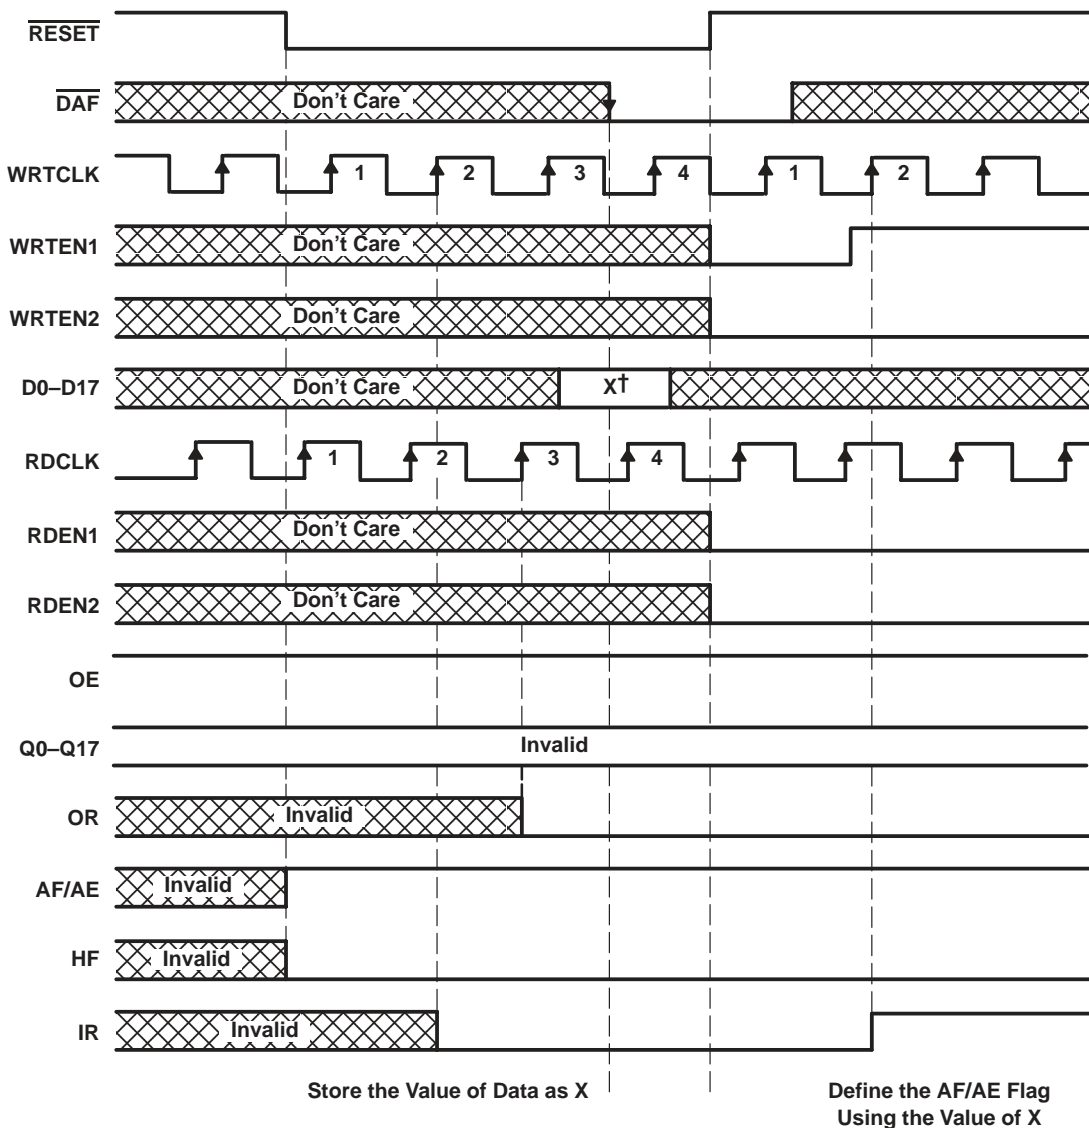 RESET
DAF
Don't Care
WRTCLK
1 2 3 4 1 2
WRTEN1
Don't Care
WRTEN2
Don't Care
D0–D17
Don't Care
X†
RDCLK
1 2 3 4
RDEN1
Don't Care
RDEN2
Don't Care
OE
Q0–Q17
Invalid
OR
Invalid
AF/AE
Invalid
HF
Invalid
IR
Invalid
Store the Value of Data as X
Define the AF/AE Flag
Using the Value of X